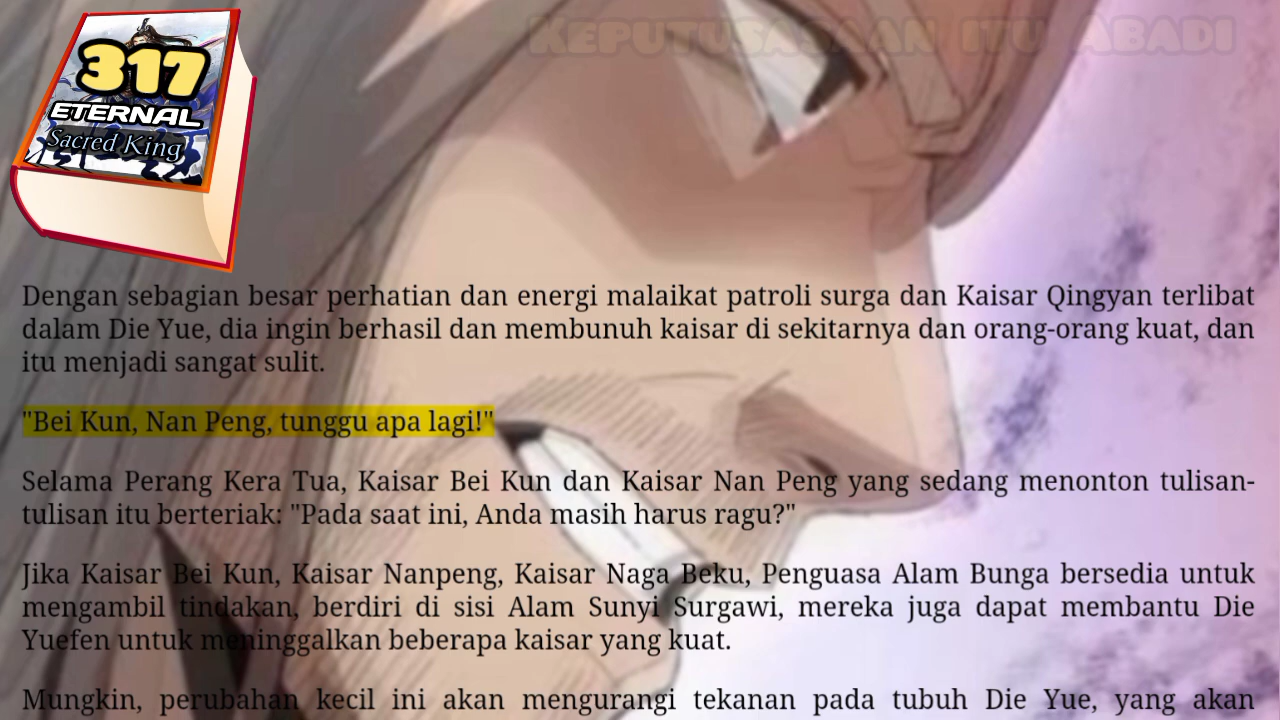 KEPUTUSASAAN ITU ABADI
317
ETERNAL
Sacred King
Dengan sebagian besar perhatian dan energi malaikat patroli surga dan Kaisar Qingyan terlibat
dalam Die Yue, dia ingin berhasil dan membunuh kaisar di sekitarnya dan orang-orang kuat, dan
itu menjadi sangat sulit.
"Bei Kun, Nan Peng, tunggu apa lagi!"
Selama Perang Kera Tua, Kaisar Bei Kun dan Kaisar Nan Peng yang sedang menonton tulisan-
tulisan itu berteriak: "Pada saat ini, Anda masih harus ragu?"
Jika Kaisar Bei Kun, Kaisar Nanpeng, Kaisar Naga Beku, Penguasa Alam Bunga bersedia untuk
mengambil tindakan, berdiri di sisi Alam Sunyi Surgawi, mereka juga dapat membantu Die
Yuefen untuk meninggalkan beberapa kaisar yang kuat.
Mungkin, perubahan kecil ini akan mengurangi tekanan pada tubuh Die Yue, yang akan